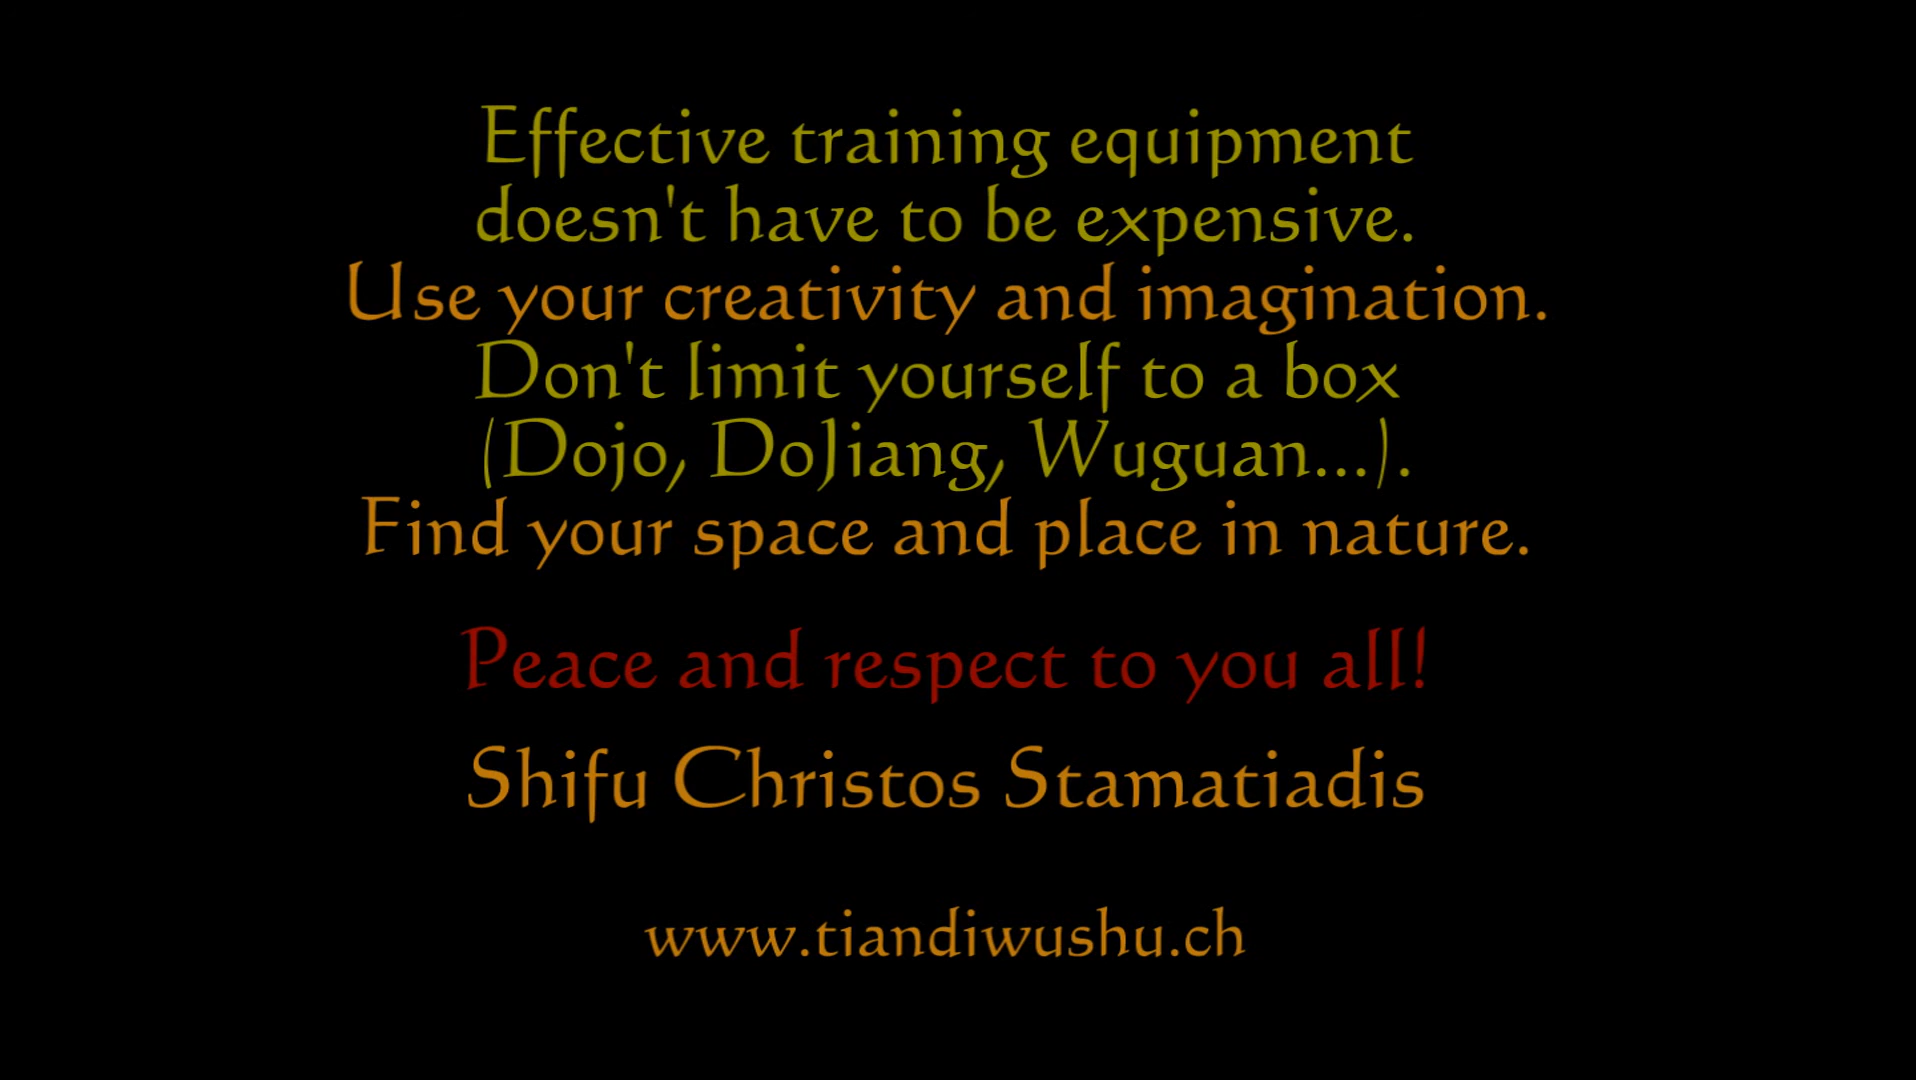 Effective training equipment
doesn't have to be expensive.
Use your creativity and imagination.
Don't limit yourself to a box
(Dojo, DoJiang, Wuguan...).
Find your space and place in nature.
Peace and respect to you all!
Shifu Christos Stamatiadis
www.tiandiwushu.ch